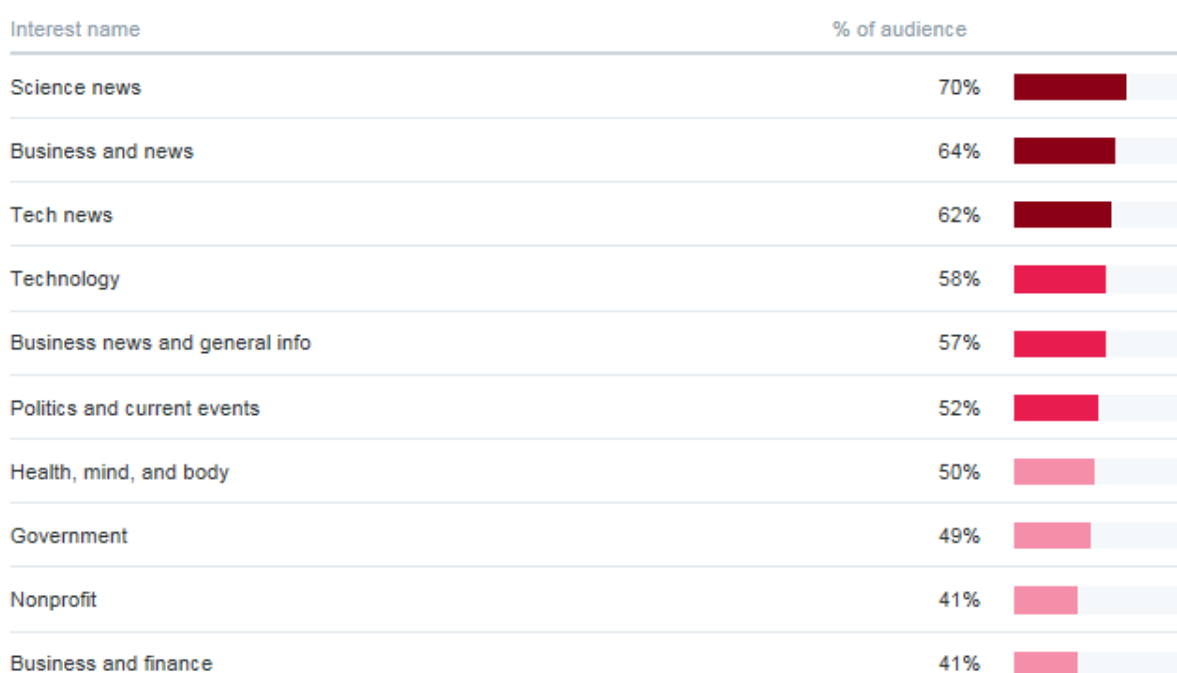 Interest name % of audience
Science news 70%
Business and news 64%
Tech news 62%
Technology 58%
Business news and general info 57%
Politics and current events 52%
Health, mind, and body 50%
Government 49%
Nonprofit 41%
Business and finance 41%